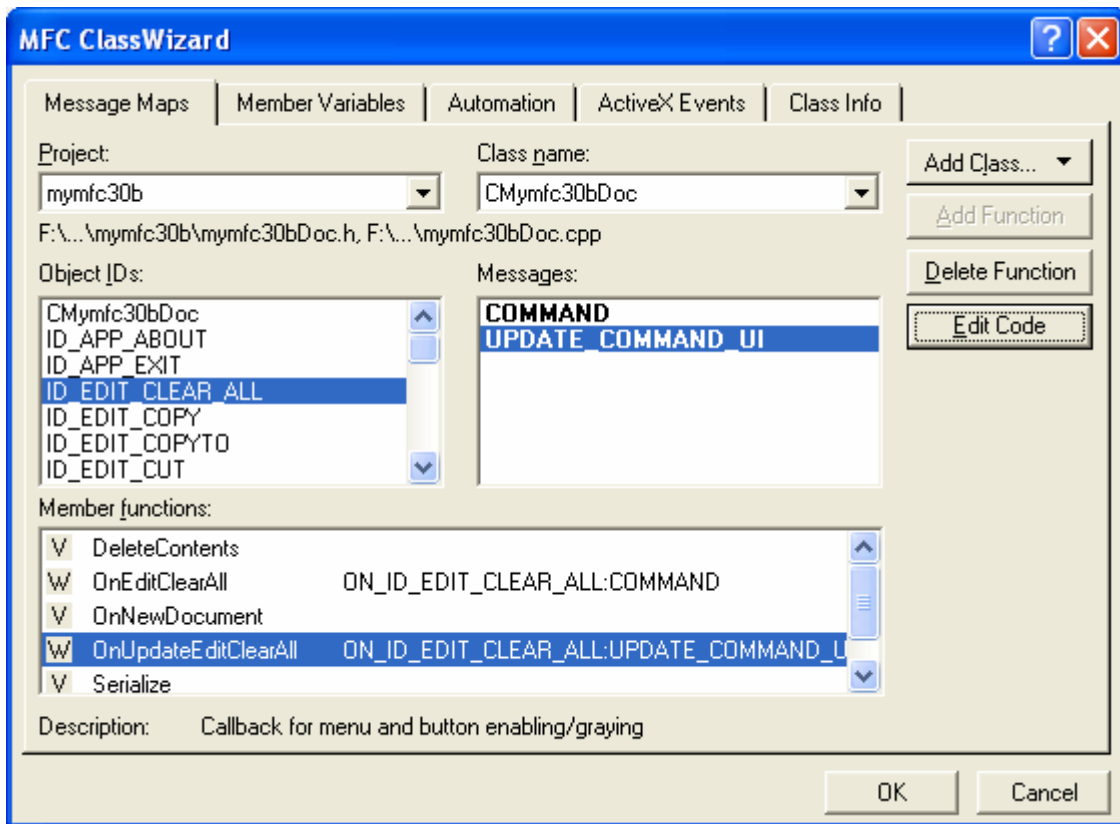 MFC ClassWizard
Message Maps Member Variables Automation ActiveX Events Class Info
Project: Class name:
mymfc30b CMymfc30bDoc
Add Class...
F:\...\mymfc30b\mymfc30bDoc.h, F:\...\mymfc30bDoc.cpp
Add Function
Object IDs: Messages:
Delete Function
CMymfc30bDoc COMMAND
ID_APP_ABOUT UPDATE_COMMAND_UI
Edit Code
ID_APP_EXIT
ID_EDIT_CLEAR_ALL
ID_EDIT_COPY
ID_EDIT_COPYTO
ID_EDIT_CUT
Member functions:
V DeleteContents
W OnEditClearAll ON_ID_EDIT_CLEAR_ALL:COMMAND
V OnNewDocument
W OnUpdateEditClearAll ON_ID_EDIT_CLEAR_ALL:UPDATE_COMMAND_U
V Serialize
Description: Callback for menu and button enabling/graying
OK Cancel